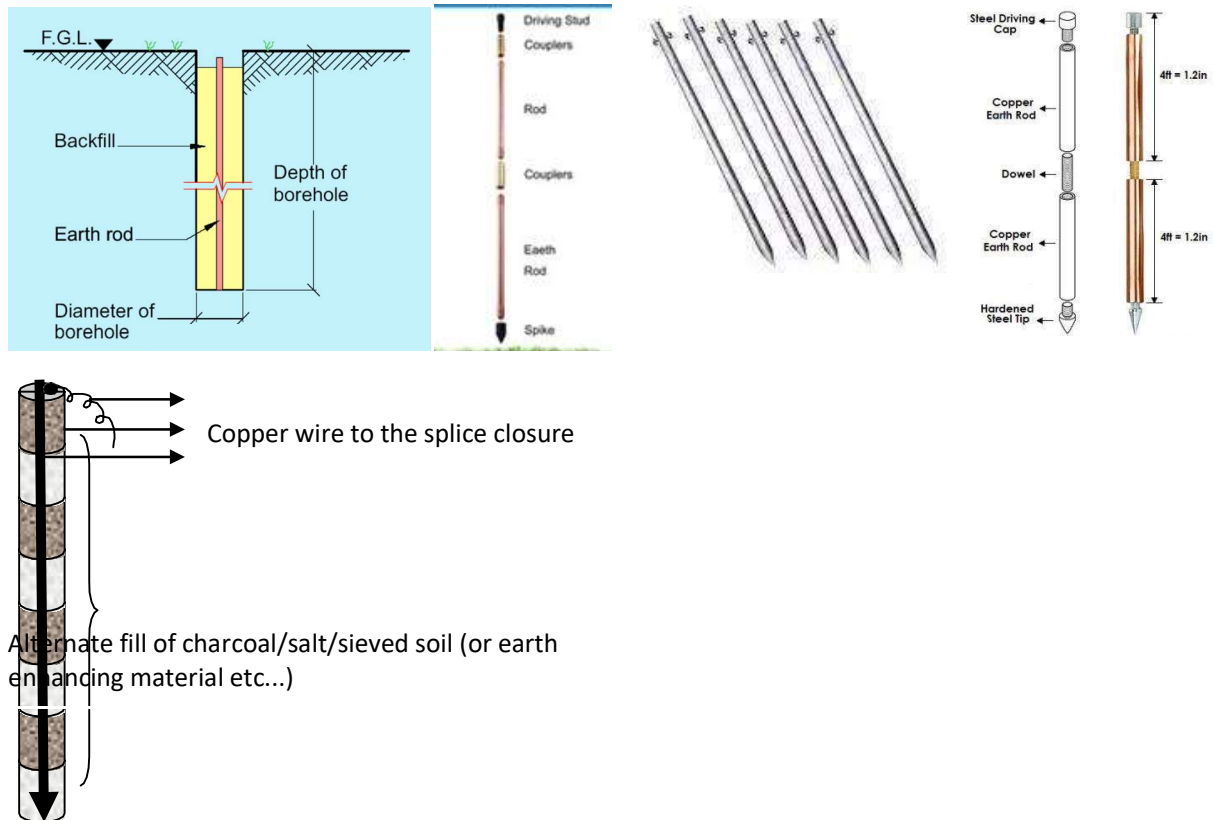 F.G.L.
Backfill
Depth of
borehole
Earth rod
Diameter of
borehole
Driving Stud
Couplers
Rod
Couplers
Eaeth
Rod
Spike
Steel Driving
Cap
Copper
Earth Rod
Dowel
Copper
Earth Rod
Hardened
Steel Tip
4ft = 1.2in
4ft = 1.2in
Copper wire to the splice closure
Alternate fill of charcoal/salt/sieved soil (or earth
enhancing material etc...)